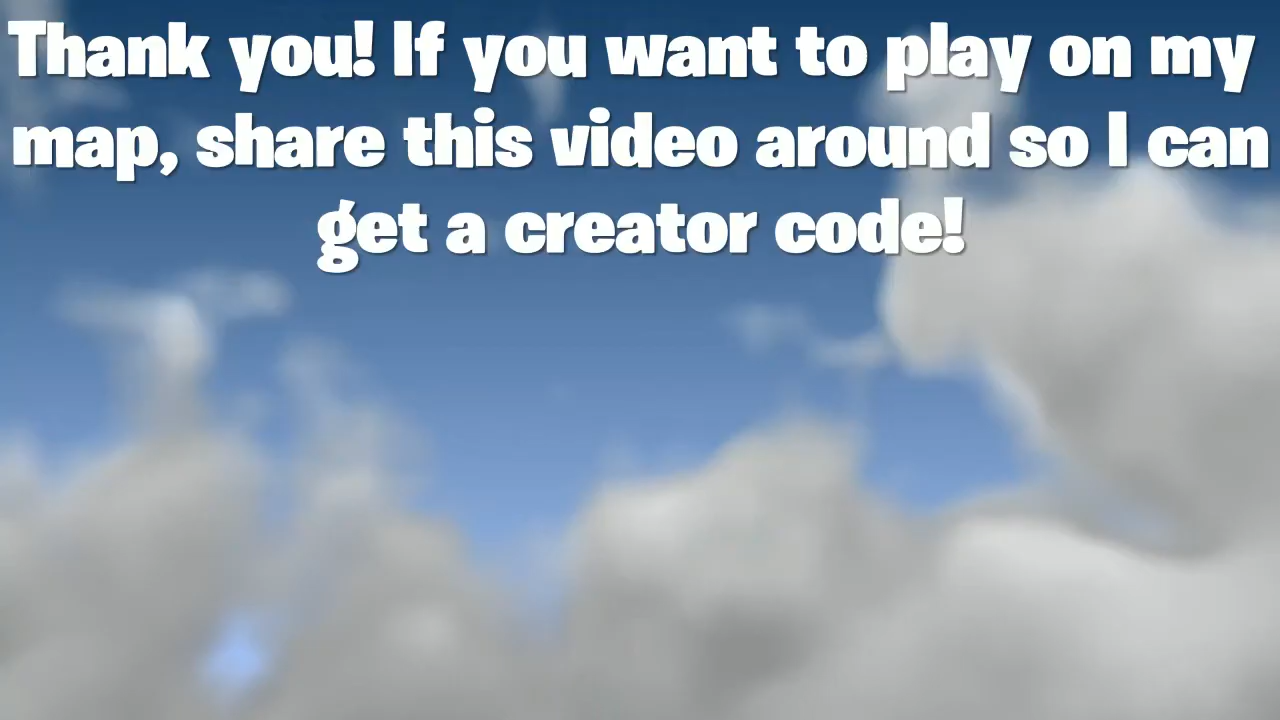 Thank you! If you want to play on my
map, share this video around so I can
get a creator code!